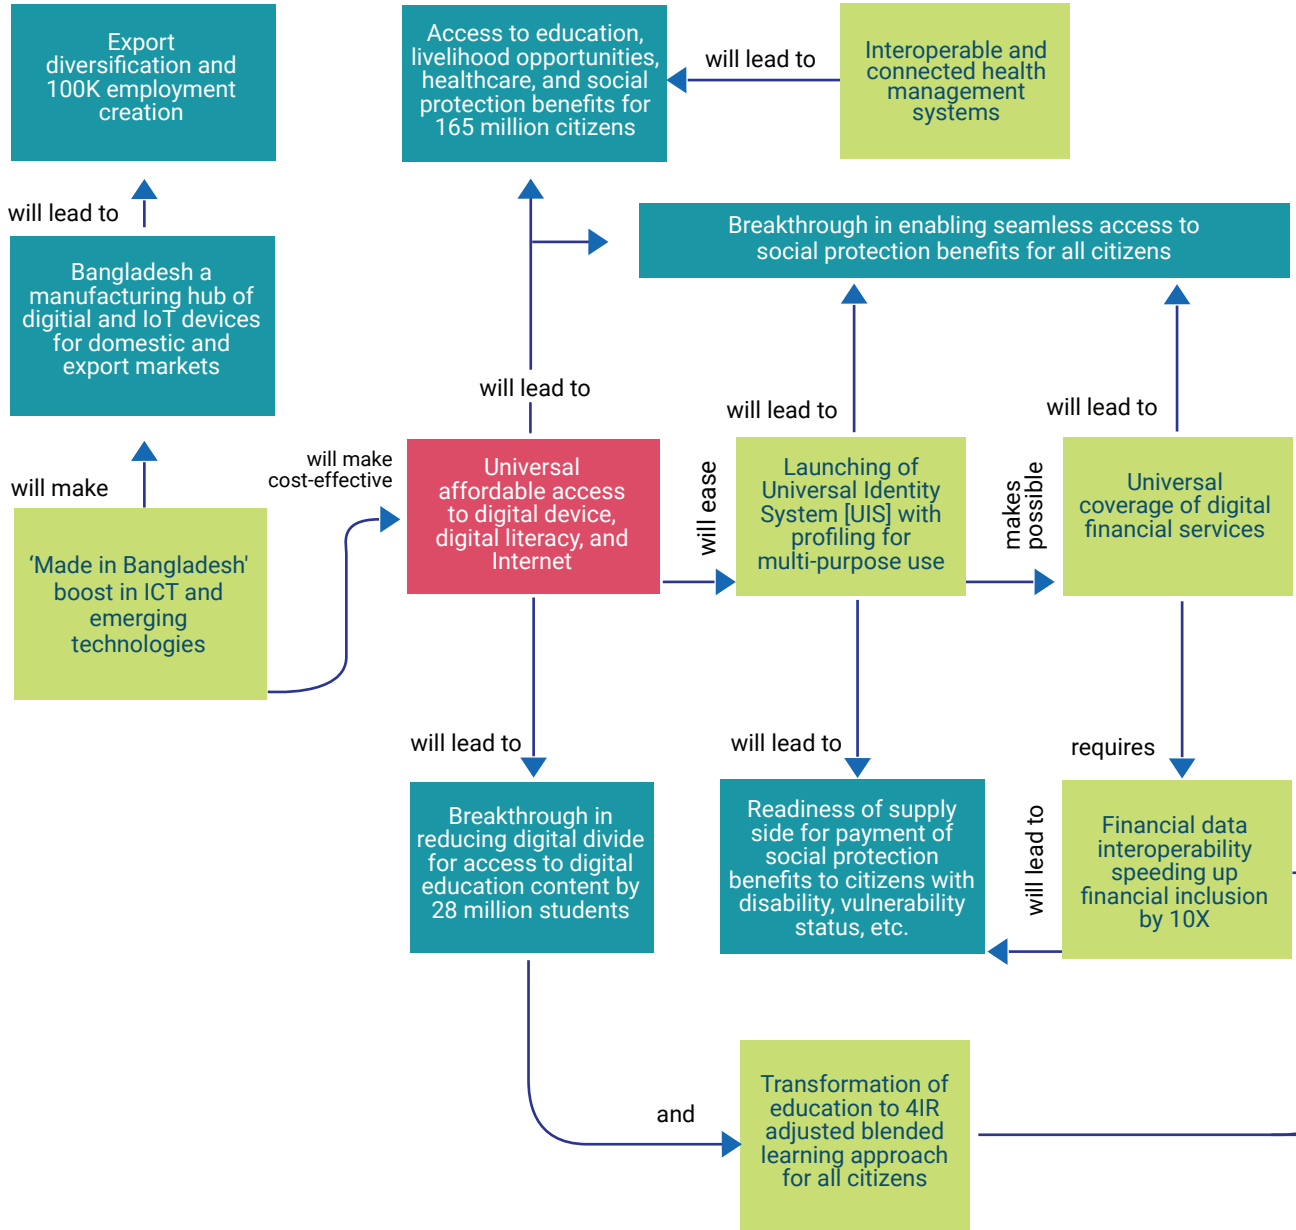 Export
diversification and
100K employment
creation
Access to education,
livelihood opportunities,
healthcare, and social
protection benefits for
165 million citizens
will lead to
Interoperable and
connected health
management
systems
will lead to
Breakthrough in enabling seamless access to
social protection benefits for all citizens
Bangladesh a
manufacturing hub of
digitial and IoT devices
for domestic and
export markets
will lead to
will lead to
will lead to
will make
will make
cost-effective
Universal
affordable access
to digital device,
digital literacy, and
Internet
will ease
Launching of
Universal Identity
System [UIS] with
profiling for
multi-purpose use
makes
possible
Universal
coverage of digital
financial services
‘Made in Bangladesh'
boost in ICT and
emerging
technologies
will lead to
will lead to
requires
Breakthrough in
reducing digital divide
for access to digital
education content by
28 million students
Readiness of supply
side for payment of
social protection
benefits to citizens with
disability, vulnerability
status, etc.
will lead to
Financial data
interoperability
speeding up
financial inclusion
by 10X
and
Transformation of
education to 4IR
adjusted blended
learning approach
for all citizens